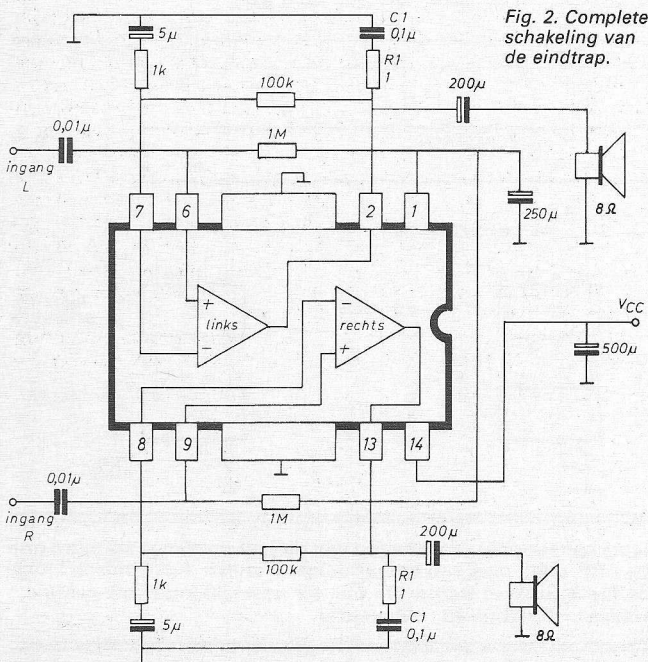 Fig. 2. Complete
schakeling van
de eindtrap.
5µ
C1
0,1µ
1k
R1
1
100k
200µ
0,01µ
1M
ingang
L
8Ω
250µ
7
6
2
1
+
links
−
−
rechts
+
VCC
500µ
8
9
13
14
0,01µ
ingang
R
1M
200µ
100k
1k
R1
1
5µ
C1
0,1µ
8Ω